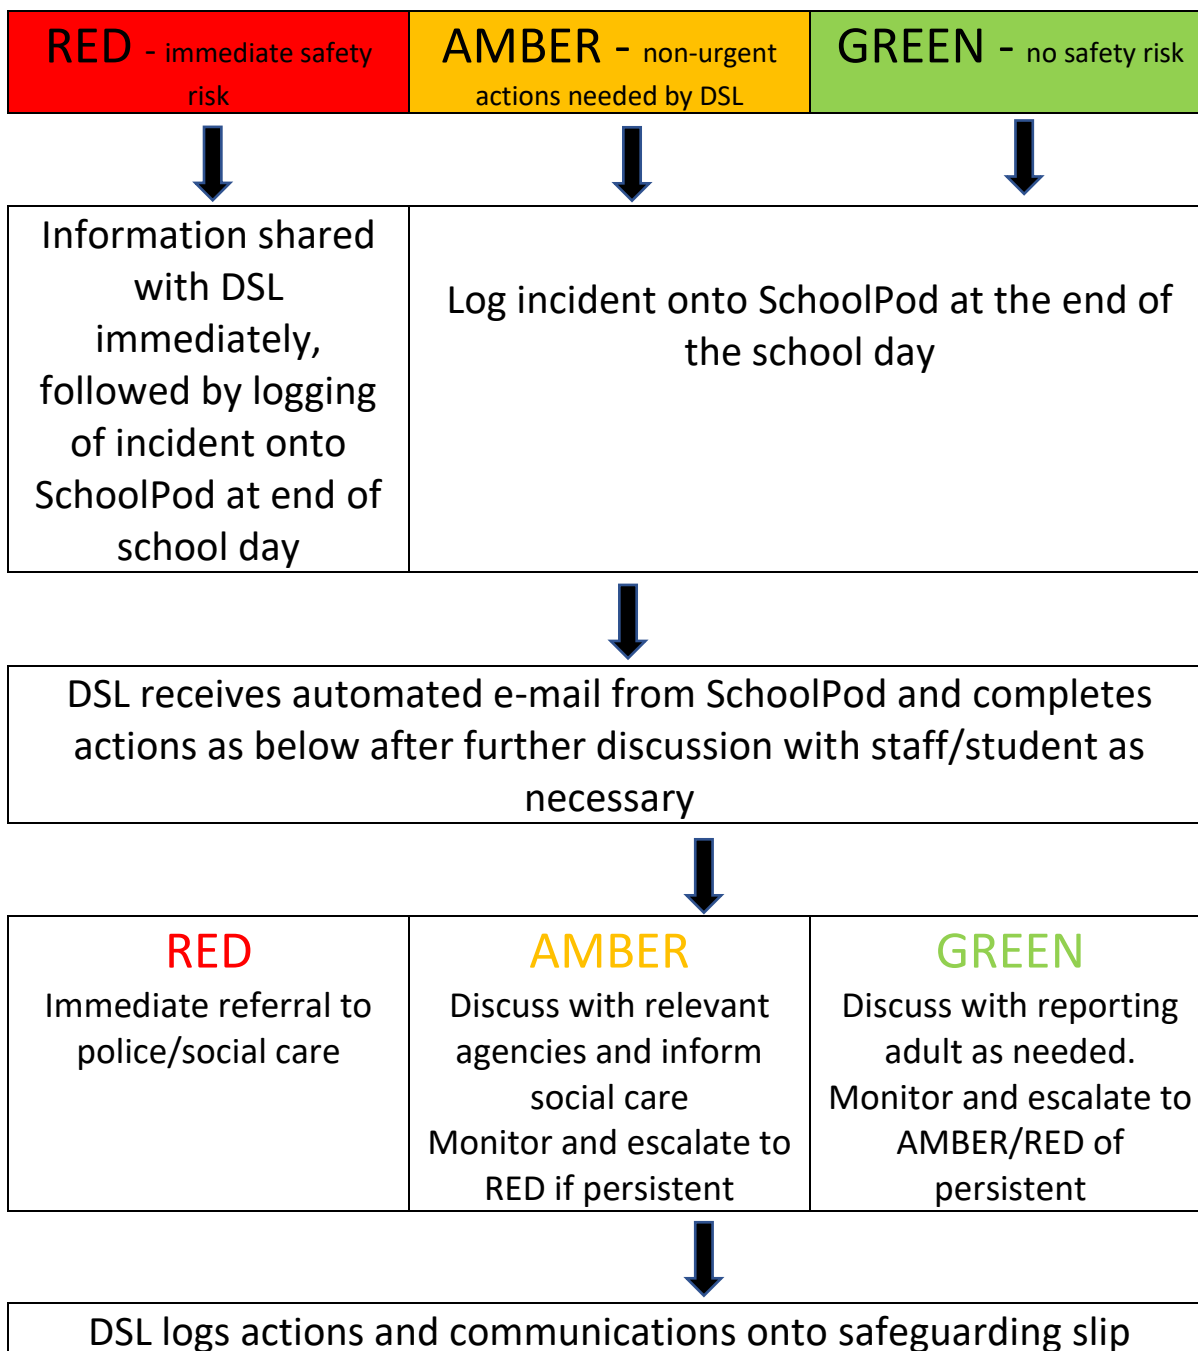 RED - immediate safety
risk
AMBER - non-urgent
actions needed by DSL
GREEN - no safety risk
Information shared
with DSL
immediately,
followed by logging
of incident onto
SchoolPod at end of
school day
Log incident onto SchoolPod at the end of
the school day
DSL receives automated e-mail from SchoolPod and completes
actions as below after further discussion with staff/student as
necessary
RED
Immediate referral to
police/social care
AMBER
Discuss with relevant
agencies and inform
social care
Monitor and escalate to
RED if persistent
GREEN
Discuss with reporting
adult as needed.
Monitor and escalate to
AMBER/RED of
persistent
DSL logs actions and communications onto safeguarding slip